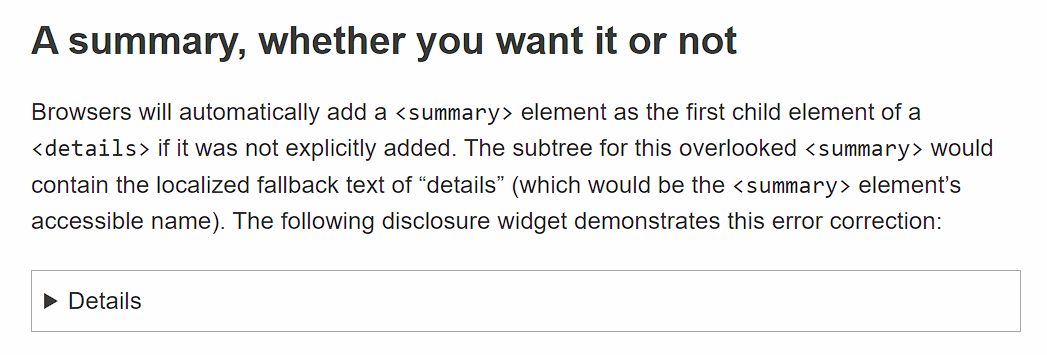 A summary, whether you want it or not
Browsers will automatically add a <summary> element as the first child element of a
<details> if it was not explicitly added. The subtree for this overlooked <summary> would
contain the localized fallback text of “details” (which would be the <summary> element’s
accessible name). The following disclosure widget demonstrates this error correction:
Details